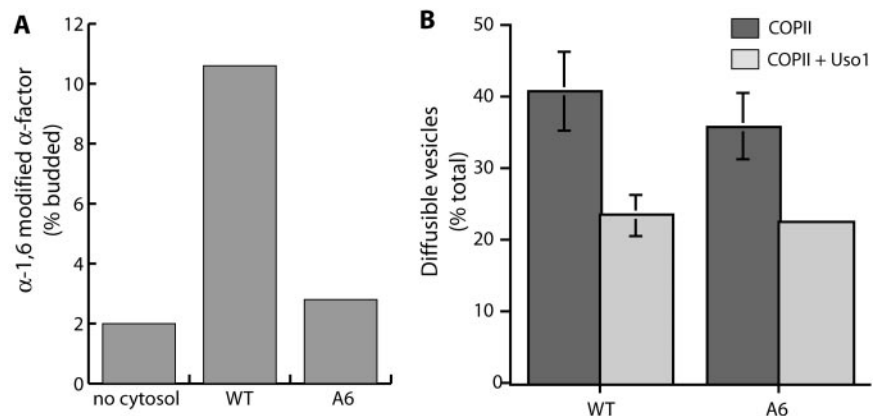 A
α-1,6 modified α-factor
(% budded)
12
10
8
6
4
2
0
no cytosol
WT
A6
B
Diffusible vesicles
(% total)
50
40
30
20
10
0
COPII
COPII + Uso1
WT
A6